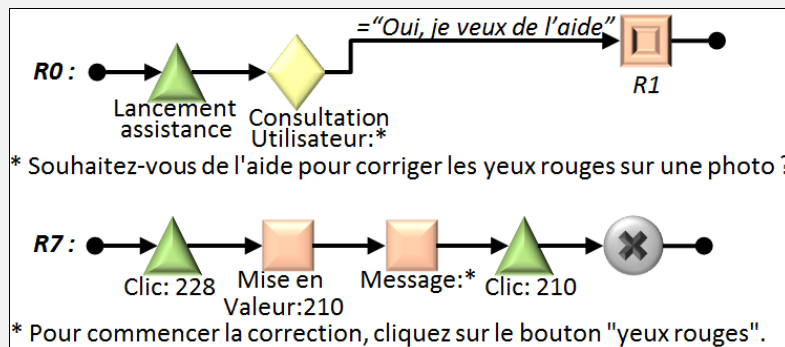 ="Oui, je veux de l'aide"
R0 :
R1
Lancement assistance
Consultation Utilisateur:*
* Souhaitez-vous de l'aide pour corriger les yeux rouges sur une photo ?
R7 :
Clic: 228
Mise en Valeur:210
Message:*
Clic: 210
* Pour commencer la correction, cliquez sur le bouton "yeux rouges".